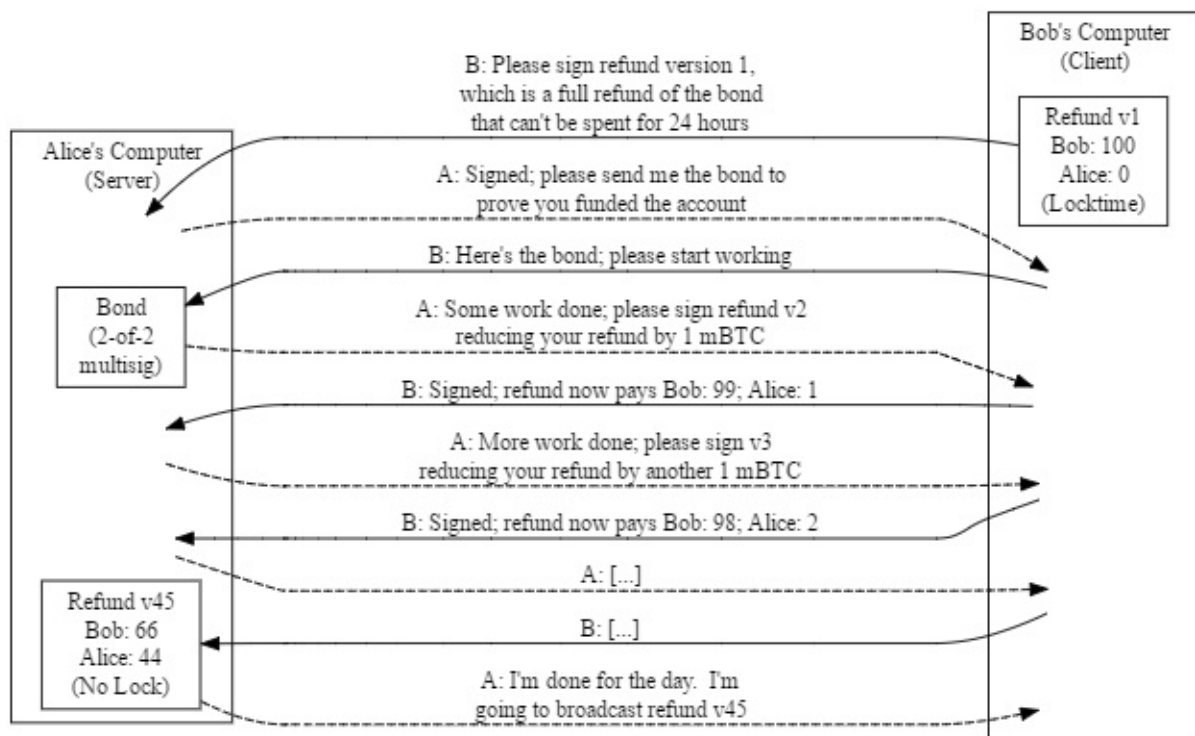 Bob's Computer
(Client)
B: Please sign refund version 1,
which is a full refund of the bond
that can't be spent for 24 hours
Refund v1
Bob: 100
Alice: 0
(Locktime)
Alice's Computer
(Server)
A: Signed; please send me the bond to
prove you funded the account
B: Here's the bond; please start working
Bond
(2-of-2
multisig)
A: Some work done; please sign refund v2
reducing your refund by 1 mBTC
B: Signed; refund now pays Bob: 99; Alice: 1
A: More work done; please sign v3
reducing your refund by another 1 mBTC
B: Signed; refund now pays Bob: 98; Alice: 2
A: [...]
Refund v45
Bob: 66
Alice: 44
(No Lock)
B: [...]
A: I'm done for the day. I'm
going to broadcast refund v45